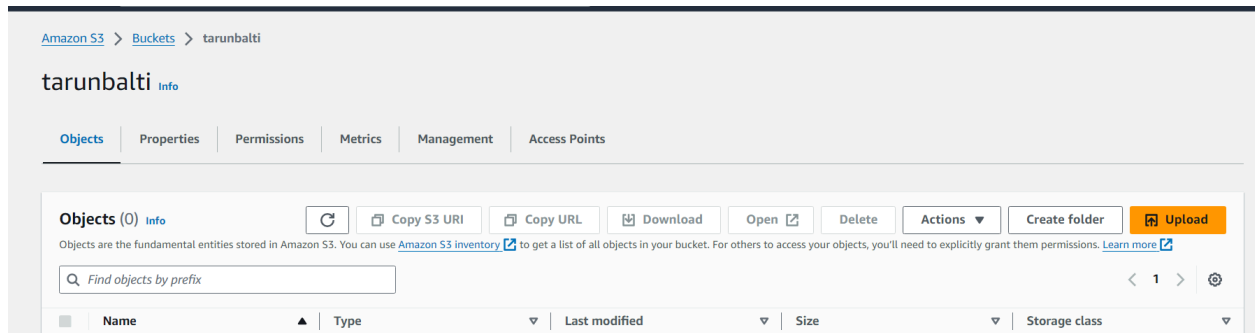 Amazon S3 > Buckets > tarunbalti
tarunbalti Info
Objects Properties Permissions Metrics Management Access Points
Objects (0) Info Copy S3 URI Copy URL Download Open Delete Actions Create folder Upload
Objects are the fundamental entities stored in Amazon S3. You can use Amazon S3 inventory to get a list of all objects in your bucket. For others to access your objects, you'll need to explicitly grant them permissions. Learn more
Find objects by prefix < 1 >
Name Type Last modified Size Storage class